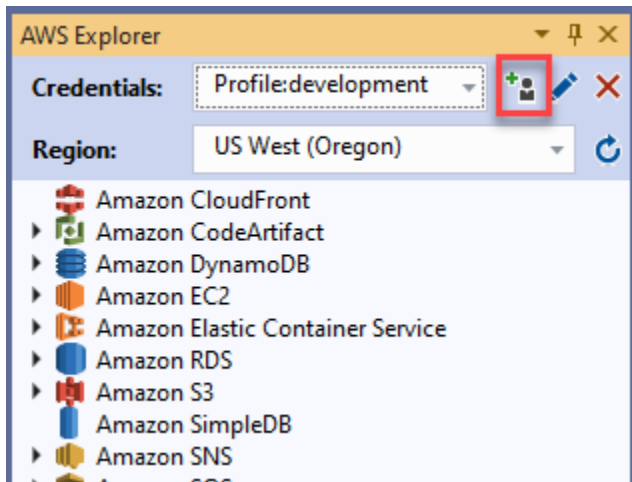 AWS Explorer
Credentials: Profile:development
Region: US West (Oregon)
Amazon CloudFront
Amazon CodeArtifact
Amazon DynamoDB
Amazon EC2
Amazon Elastic Container Service
Amazon RDS
Amazon S3
Amazon SimpleDB
Amazon SNS